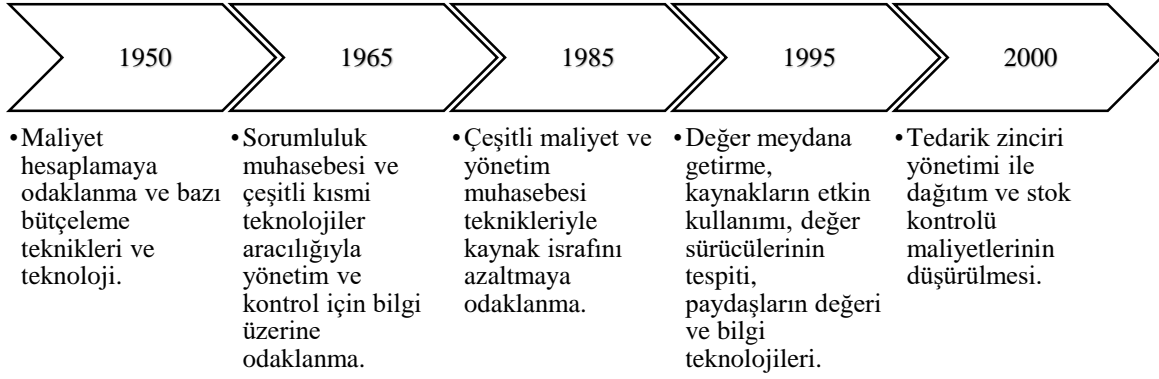 1950
1965
1985
1995
2000
•Maliyet
hesaplamaya
odaklanma ve bazı
bütçeleme
teknikleri ve
teknoloji.
•Sorumluluk
muhasebesi ve
çeşitli kısmi
teknolojiler
aracılığıyla
yönetim ve
kontrol için bilgi
üzerine
odaklanma.
•Çeşitli maliyet ve
yönetim
muhasebesi
teknikleriyle
kaynak israfını
azaltmaya
odaklanma.
•Değer meydana
getirme,
kaynakların etkin
kullanımı, değer
sürücülerinin
tespiti,
paydaşların değeri
ve bilgi
teknolojileri.
•Tedarik zinciri
yönetimi ile
dağıtım ve stok
kontrolü
maliyetlerinin
düşürülmesi.